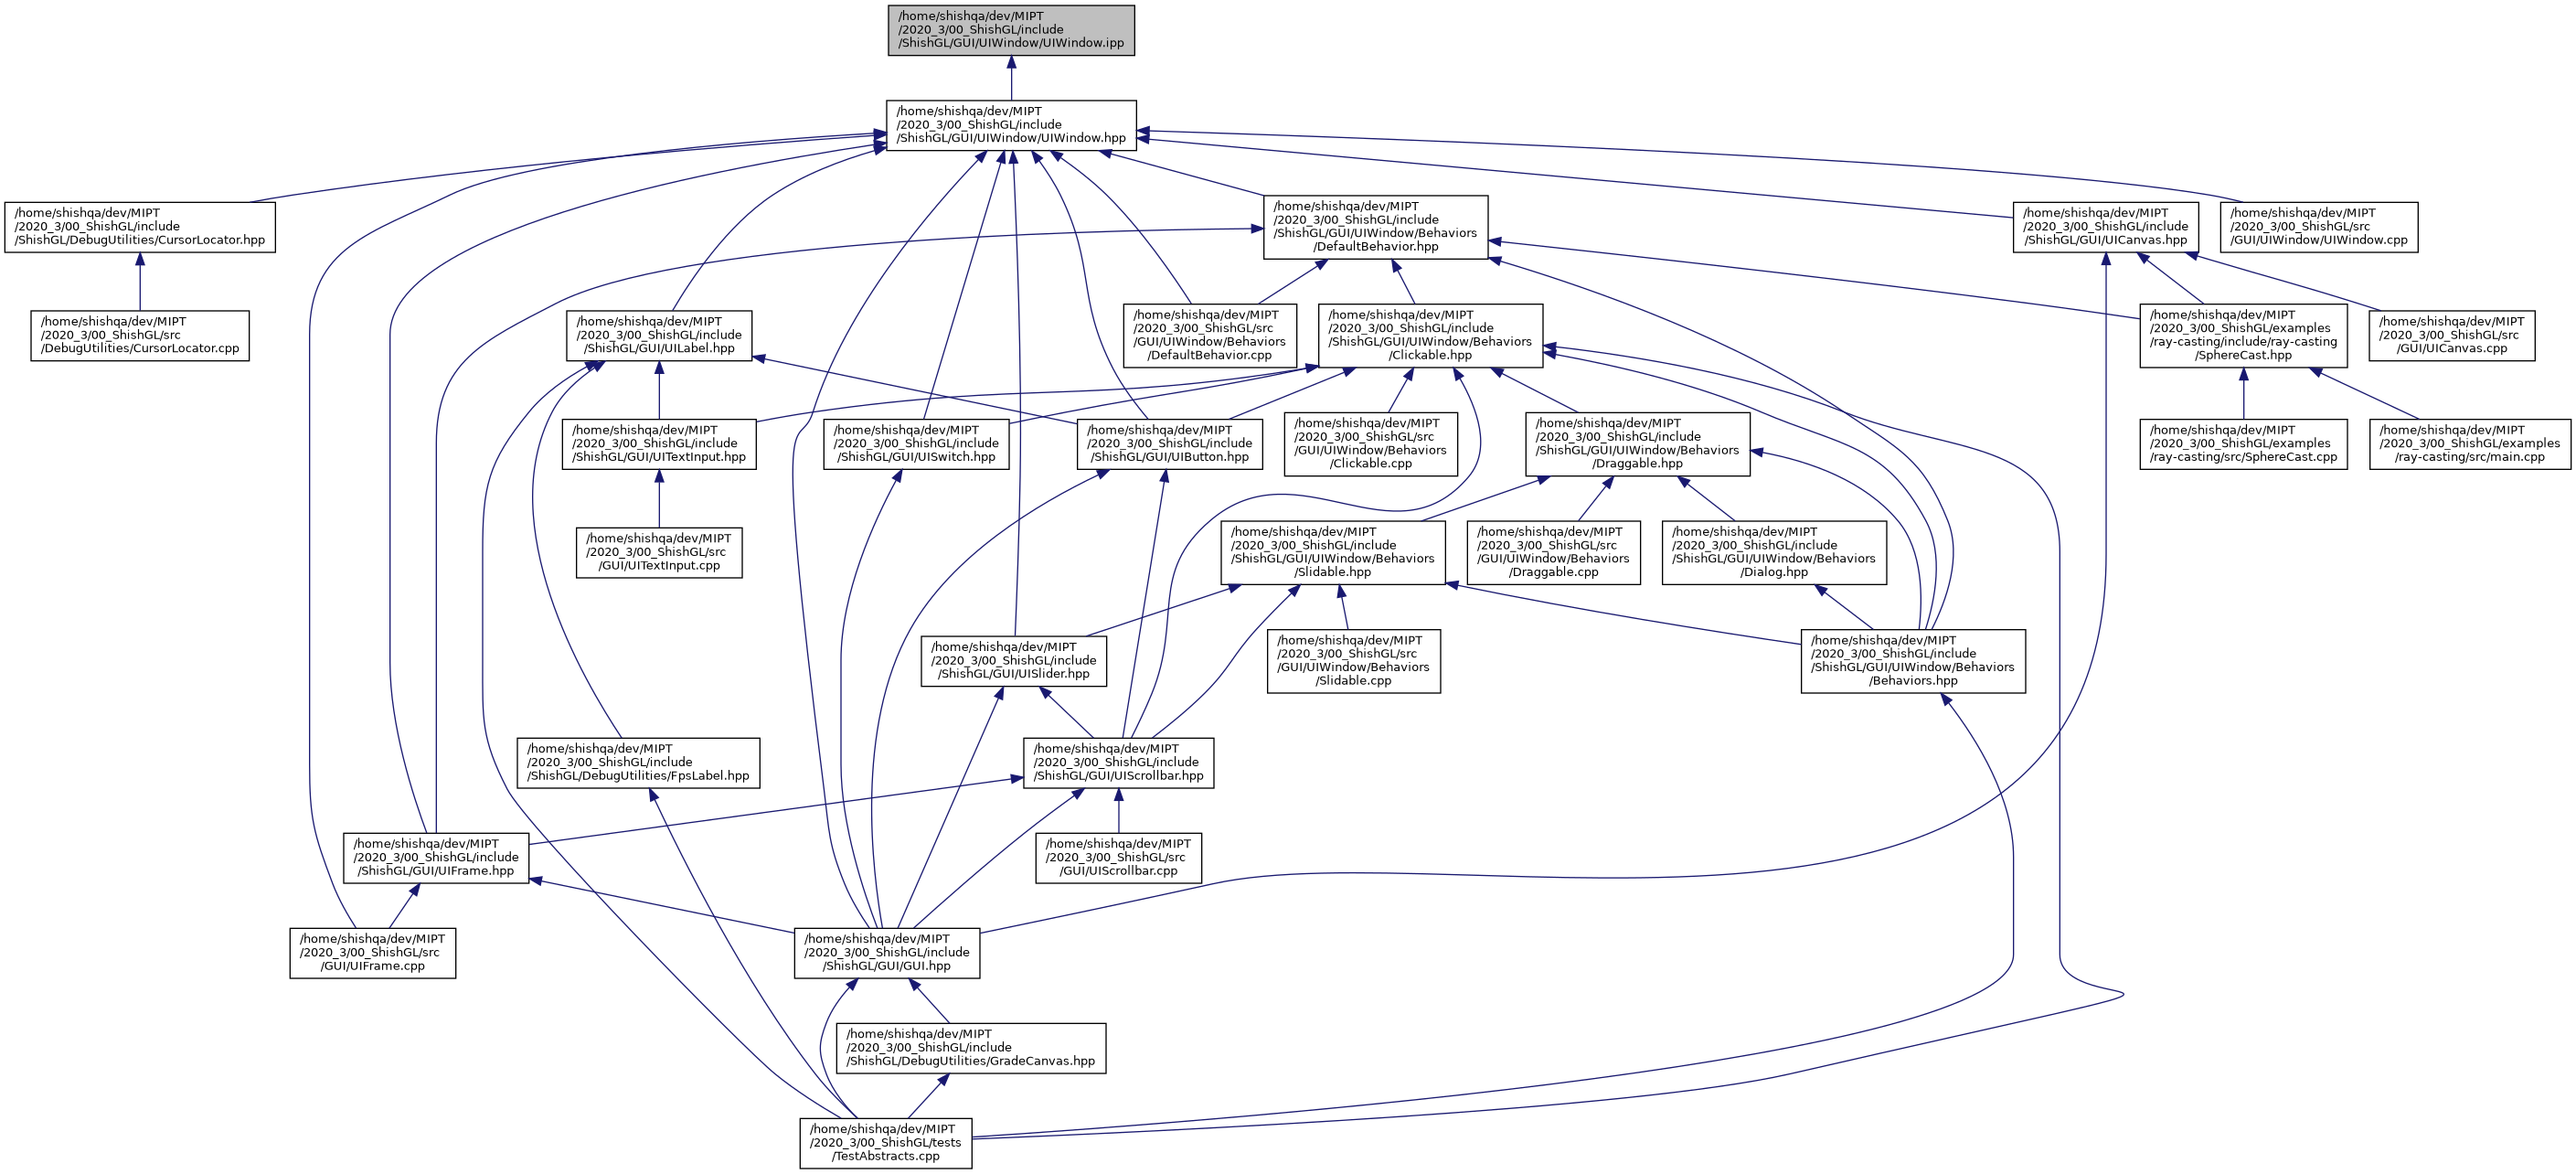 /home/shishqa/dev/MIPT
/2020_3/00_ShishGL/include
/ShishGL/GUI/UIWindow/UIWindow.ipp
/home/shishqa/dev/MIPT
/2020_3/00_ShishGL/include
/ShishGL/GUI/UIWindow/UIWindow.hpp
/home/shishqa/dev/MIPT
/2020_3/00_ShishGL/include
/ShishGL/DebugUtilities/CursorLocator.hpp
/home/shishqa/dev/MIPT
/2020_3/00_ShishGL/include
/ShishGL/GUI/UIWindow/Behaviors
/DefaultBehavior.hpp
/home/shishqa/dev/MIPT
/2020_3/00_ShishGL/include
/ShishGL/GUI/UICanvas.hpp
/home/shishqa/dev/MIPT
/2020_3/00_ShishGL/src
/GUI/UIWindow/UIWindow.cpp
/home/shishqa/dev/MIPT
/2020_3/00_ShishGL/src
/DebugUtilities/CursorLocator.cpp
/home/shishqa/dev/MIPT
/2020_3/00_ShishGL/include
/ShishGL/GUI/UILabel.hpp
/home/shishqa/dev/MIPT
/2020_3/00_ShishGL/src
/GUI/UIWindow/Behaviors
/DefaultBehavior.cpp
/home/shishqa/dev/MIPT
/2020_3/00_ShishGL/include
/ShishGL/GUI/UIWindow/Behaviors
/Clickable.hpp
/home/shishqa/dev/MIPT
/2020_3/00_ShishGL/examples
/ray-casting/include/ray-casting
/SphereCast.hpp
/home/shishqa/dev/MIPT
/2020_3/00_ShishGL/src
/GUI/UICanvas.cpp
/home/shishqa/dev/MIPT
/2020_3/00_ShishGL/include
/ShishGL/GUI/UITextInput.hpp
/home/shishqa/dev/MIPT
/2020_3/00_ShishGL/include
/ShishGL/GUI/UISwitch.hpp
/home/shishqa/dev/MIPT
/2020_3/00_ShishGL/include
/ShishGL/GUI/UIButton.hpp
/home/shishqa/dev/MIPT
/2020_3/00_ShishGL/src
/GUI/UIWindow/Behaviors
/Clickable.cpp
/home/shishqa/dev/MIPT
/2020_3/00_ShishGL/include
/ShishGL/GUI/UIWindow/Behaviors
/Draggable.hpp
/home/shishqa/dev/MIPT
/2020_3/00_ShishGL/examples
/ray-casting/src/SphereCast.cpp
/home/shishqa/dev/MIPT
/2020_3/00_ShishGL/examples
/ray-casting/src/main.cpp
/home/shishqa/dev/MIPT
/2020_3/00_ShishGL/src
/GUI/UITextInput.cpp
/home/shishqa/dev/MIPT
/2020_3/00_ShishGL/include
/ShishGL/GUI/UIWindow/Behaviors
/Slidable.hpp
/home/shishqa/dev/MIPT
/2020_3/00_ShishGL/src
/GUI/UIWindow/Behaviors
/Draggable.cpp
/home/shishqa/dev/MIPT
/2020_3/00_ShishGL/include
/ShishGL/GUI/UIWindow/Behaviors
/Dialog.hpp
/home/shishqa/dev/MIPT
/2020_3/00_ShishGL/include
/ShishGL/GUI/UISlider.hpp
/home/shishqa/dev/MIPT
/2020_3/00_ShishGL/src
/GUI/UIWindow/Behaviors
/Slidable.cpp
/home/shishqa/dev/MIPT
/2020_3/00_ShishGL/include
/ShishGL/GUI/UIWindow/Behaviors
/Behaviors.hpp
/home/shishqa/dev/MIPT
/2020_3/00_ShishGL/include
/ShishGL/DebugUtilities/FpsLabel.hpp
/home/shishqa/dev/MIPT
/2020_3/00_ShishGL/include
/ShishGL/GUI/UIScrollbar.hpp
/home/shishqa/dev/MIPT
/2020_3/00_ShishGL/include
/ShishGL/GUI/UIFrame.hpp
/home/shishqa/dev/MIPT
/2020_3/00_ShishGL/src
/GUI/UIScrollbar.cpp
/home/shishqa/dev/MIPT
/2020_3/00_ShishGL/src
/GUI/UIFrame.cpp
/home/shishqa/dev/MIPT
/2020_3/00_ShishGL/include
/ShishGL/GUI/GUI.hpp
/home/shishqa/dev/MIPT
/2020_3/00_ShishGL/include
/ShishGL/DebugUtilities/GradeCanvas.hpp
/home/shishqa/dev/MIPT
/2020_3/00_ShishGL/tests
/TestAbstracts.cpp